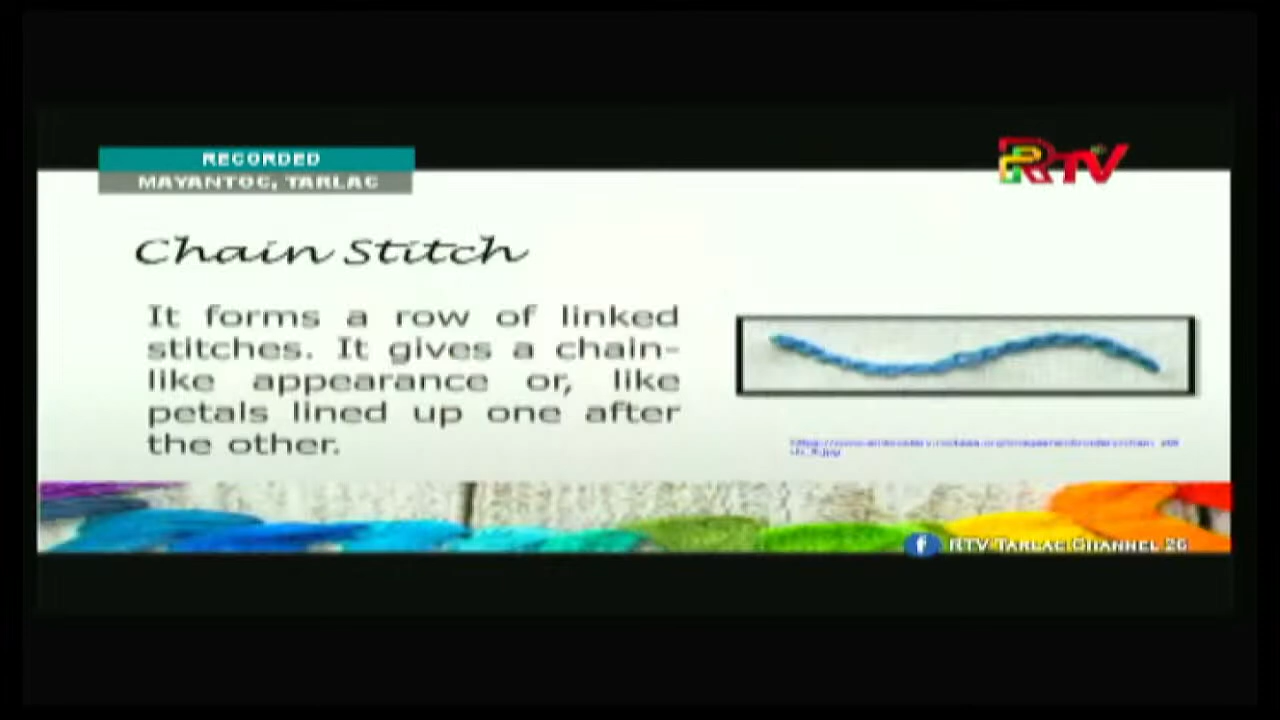 RECORDED
MAYANTOC, TARLAC
RTV
Chain Stitch
It forms a row of linked
stitches. It gives a chain-
like appearance or, like
petals lined up one after
the other.
RTV TARLAC CHANNEL 26